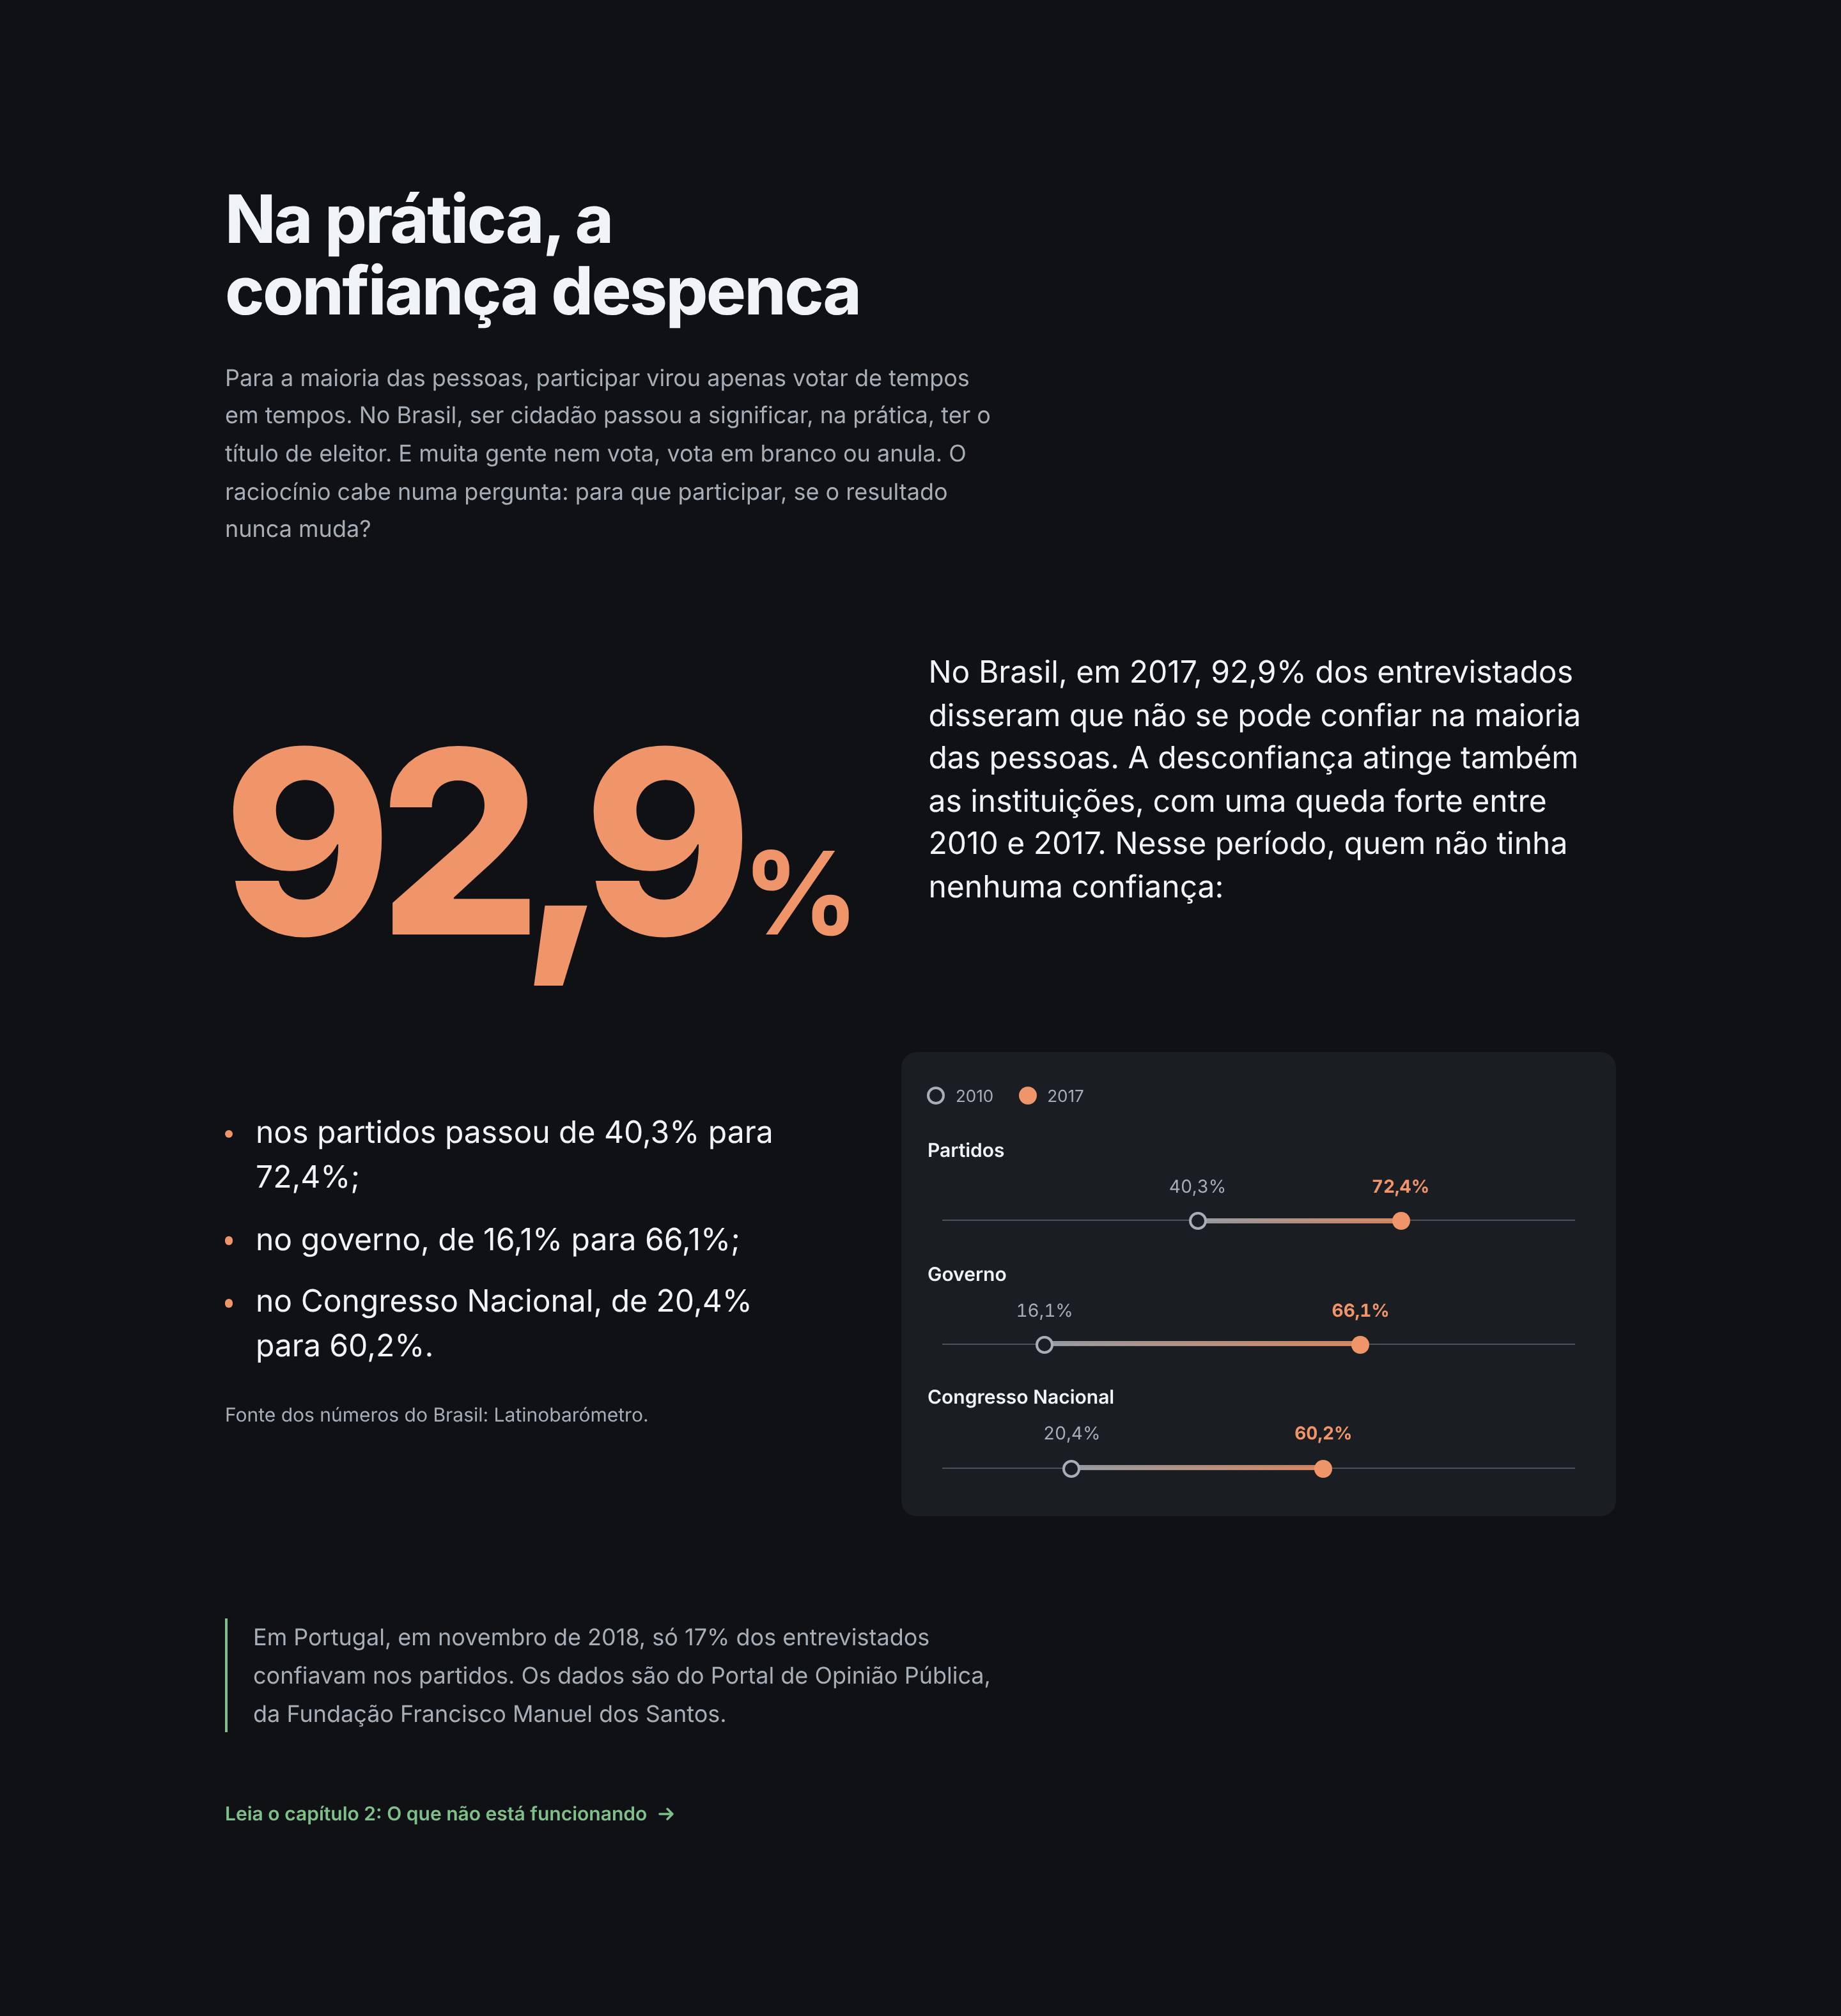 Na prática, a
confiança despenca
Para a maioria das pessoas, participar virou apenas votar de tempos
em tempos. No Brasil, ser cidadão passou a significar, na prática, ter o
título de eleitor. E muita gente nem vota, vota em branco ou anula. O
raciocínio cabe numa pergunta: para que participar, se o resultado
nunca muda?
92,9%
No Brasil, em 2017, 92,9% dos entrevistados
disseram que não se pode confiar na maioria
das pessoas. A desconfiança atinge também
as instituições, com uma queda forte entre
2010 e 2017. Nesse período, quem não tinha
nenhuma confiança:
• nos partidos passou de 40,3% para
72,4%;
• no governo, de 16,1% para 66,1%;
• no Congresso Nacional, de 20,4%
para 60,2%.
Fonte dos números do Brasil: Latinobarómetro.
2010 2017
Partidos
40,3% 72,4%
Governo
16,1% 66,1%
Congresso Nacional
20,4% 60,2%
Em Portugal, em novembro de 2018, só 17% dos entrevistados
confiavam nos partidos. Os dados são do Portal de Opinião Pública,
da Fundação Francisco Manuel dos Santos.
Leia o capítulo 2: O que não está funcionando →